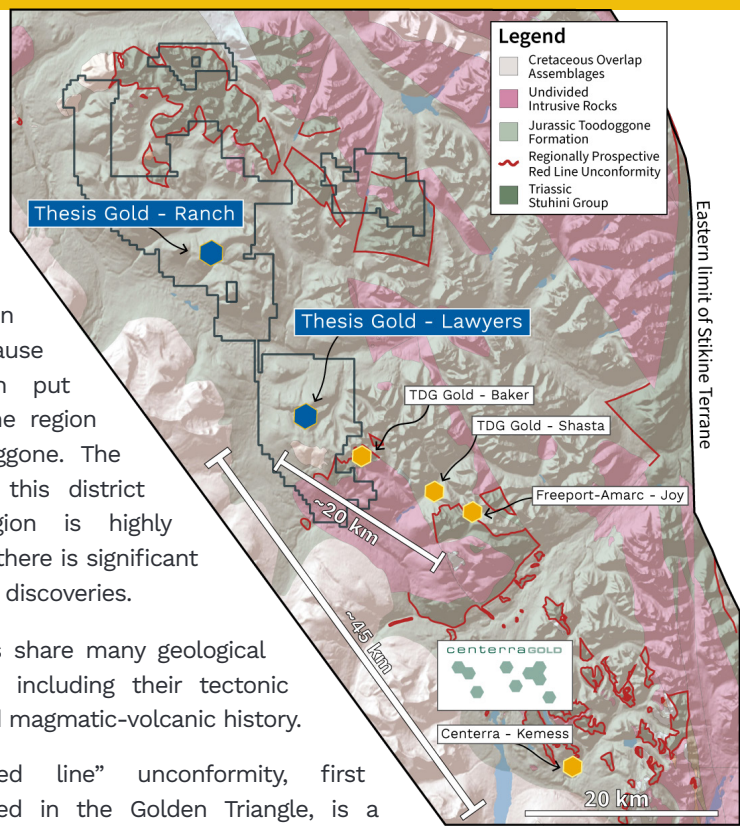 Legend
Cretaceous Overlap
Assemblages
Undivided
Intrusive Rocks
Jurassic Toodoggone
Formation
Regionally Prospective
Red Line Unconformity
Triassic
Stuhini Group
Eastern limit of Stikine Terrane
Thesis Gold - Ranch
Thesis Gold - Lawyers
TDG Gold - Baker
TDG Gold - Shasta
Freeport-Amarc - Joy
~20 km
~45 km
centerraGOLD
Centerra - Kemess
20 km
n
ause
n put
ne region
ggone. The
this district
gion is highly
there is significant
discoveries.
s share many geological
including their tectonic
d magmatic-volcanic history.
ed line” unconformity, first
ed in the Golden Triangle, is a